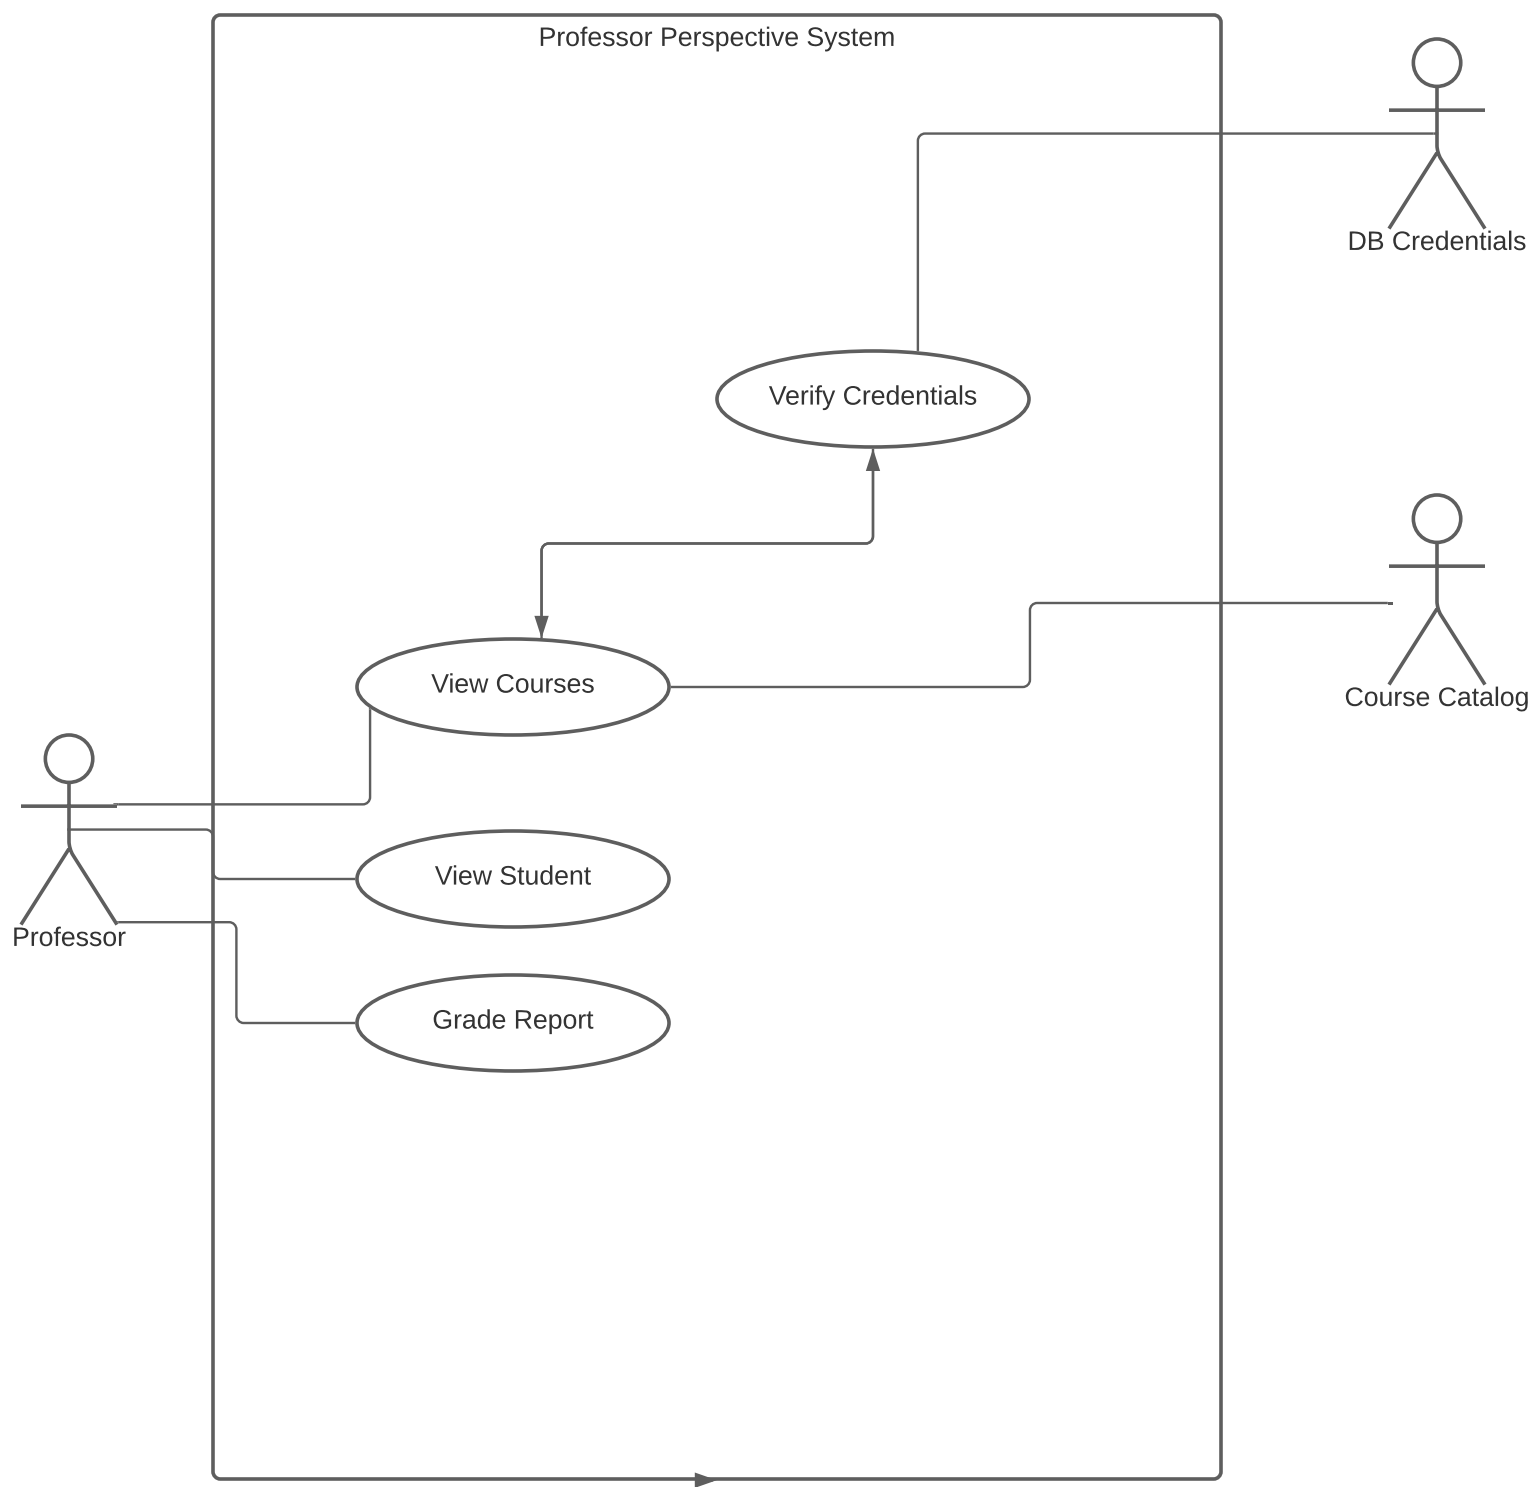 Professor Perspective System
DB Credentials
Verify Credentials
View Courses
Course Catalog
View Student
Professor
Grade Report